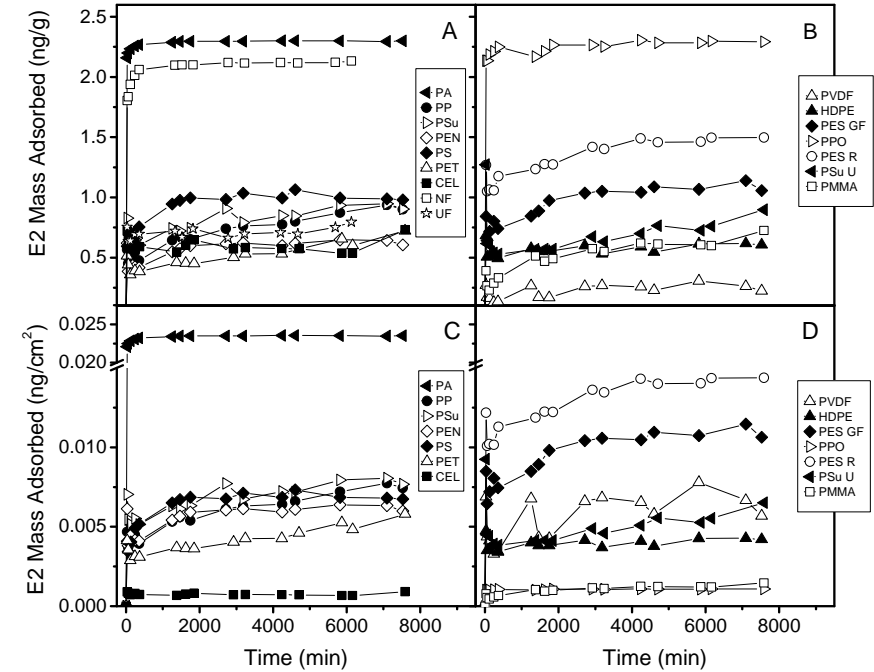 2.5
2.0
1.5
1.0
0.5
E2 Mass Adsorbed (ng/g)
A
PA
PP
PSu
PEN
PS
PET
CEL
NF
UF
B
PVDF
HDPE
PES GF
PPO
PES R
PSu U
PMMA
0.025
0.020
0.010
0.005
0.000
E2 Mass Adsorbed (ng/cm²)
C
PA
PP
PSu
PEN
PS
PET
CEL
D
PVDF
HDPE
PES GF
PPO
PES R
PSu U
PMMA
0 2000 4000 6000 8000
0 2000 4000 6000 8000
Time (min)
Time (min)